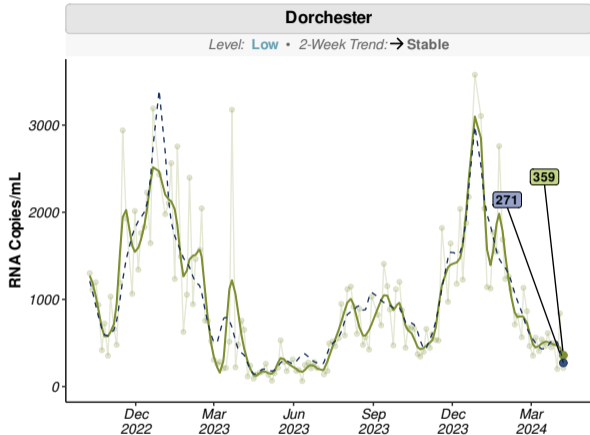 Dorchester
Level: Low • 2-Week Trend: → Stable
RNA Copies/mL
3000
2000
1000
0
271
359
Dec 2022
Mar 2023
Jun 2023
Sep 2023
Dec 2023
Mar 2024